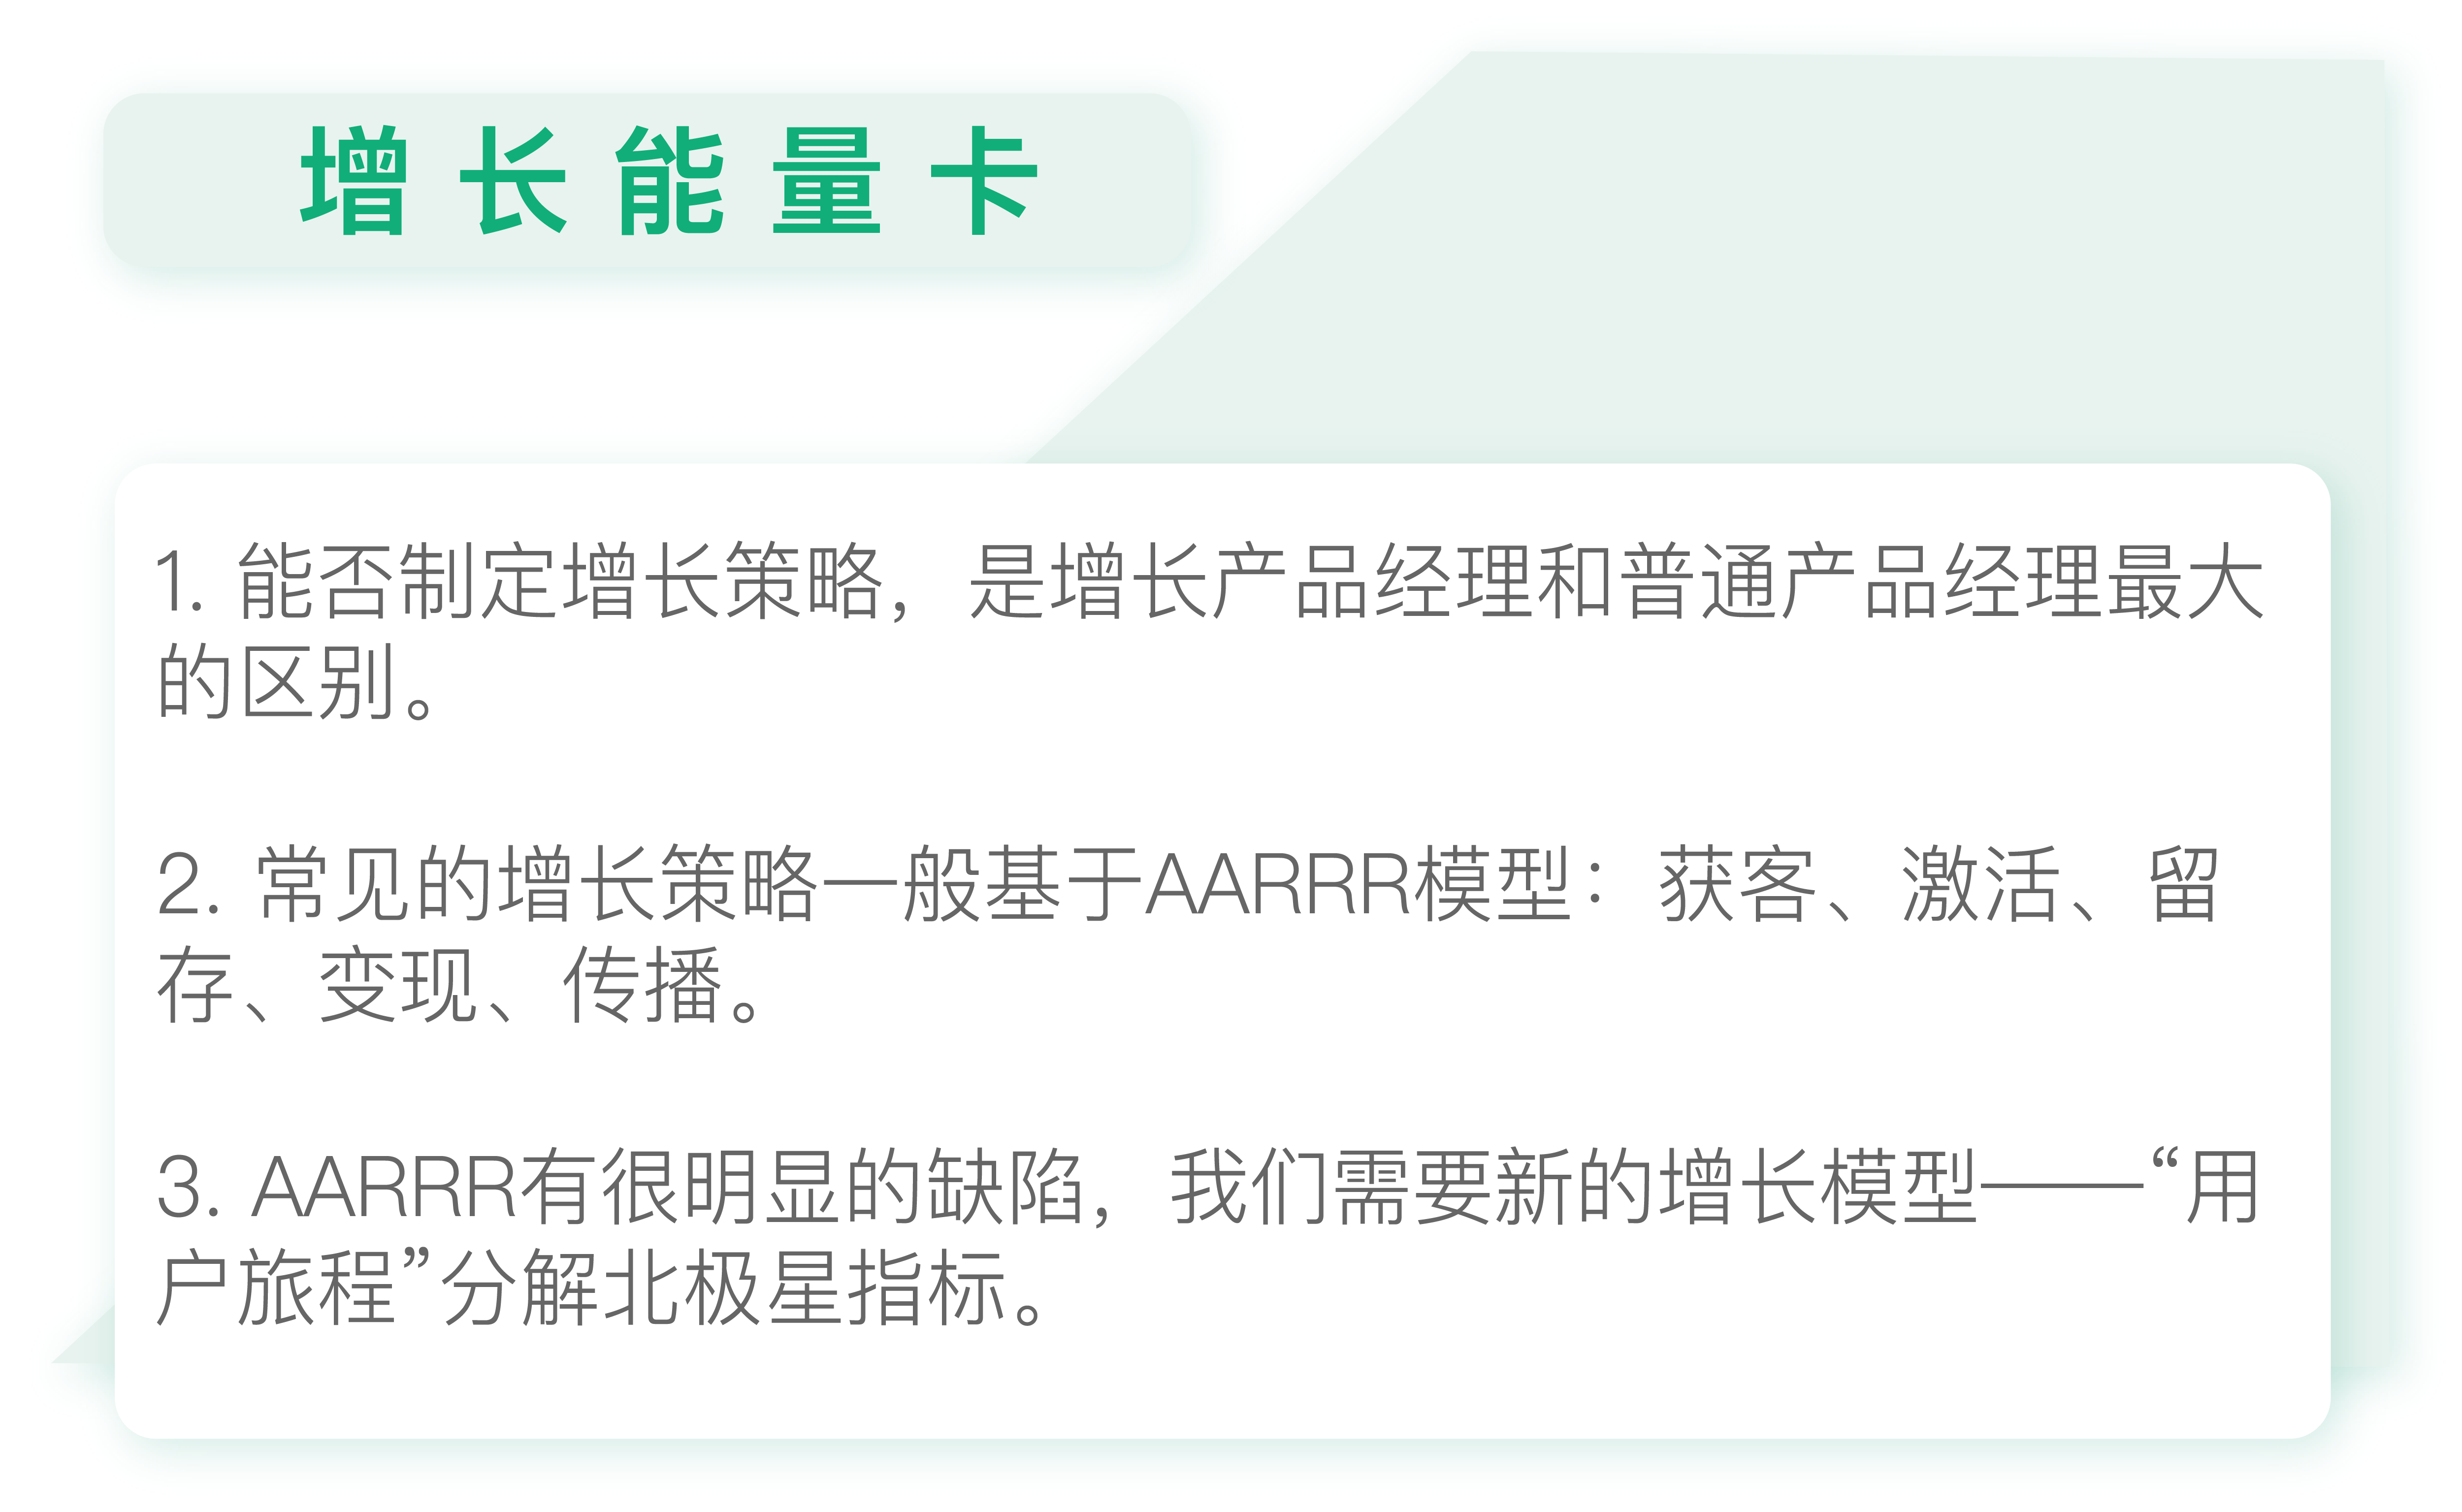 增长能量卡
1. 能否制定增长策略，是增长产品经理和普通产品经理最大
的区别。
2. 常见的增长策略一般基于AARRR模型：获客、激活、留
存、变现、传播。
3. AARRR有很明显的缺陷，我们需要新的增长模型——“用
户旅程”分解北极星指标。